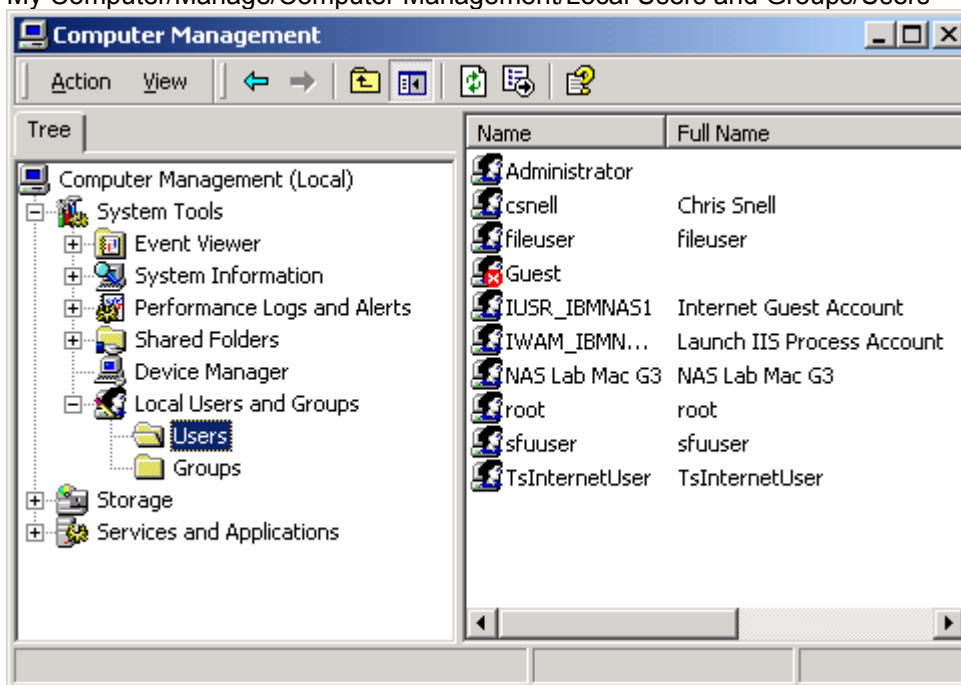 My Computer/Manage/Computer Management/Local Users and Groups/Users
Computer Management
Action View
Tree
Computer Management (Local)
System Tools
Event Viewer
System Information
Performance Logs and Alerts
Shared Folders
Device Manager
Local Users and Groups
Users
Groups
Storage
Services and Applications
Name Full Name
Administrator
csnell Chris Snell
fileuser fileuser
Guest
IUSR_IBMNAS1 Internet Guest Account
IWAM_IBMN... Launch IIS Process Account
NAS Lab Mac G3 NAS Lab Mac G3
root root
sfuuser sfuuser
TsInternetUser TsInternetUser